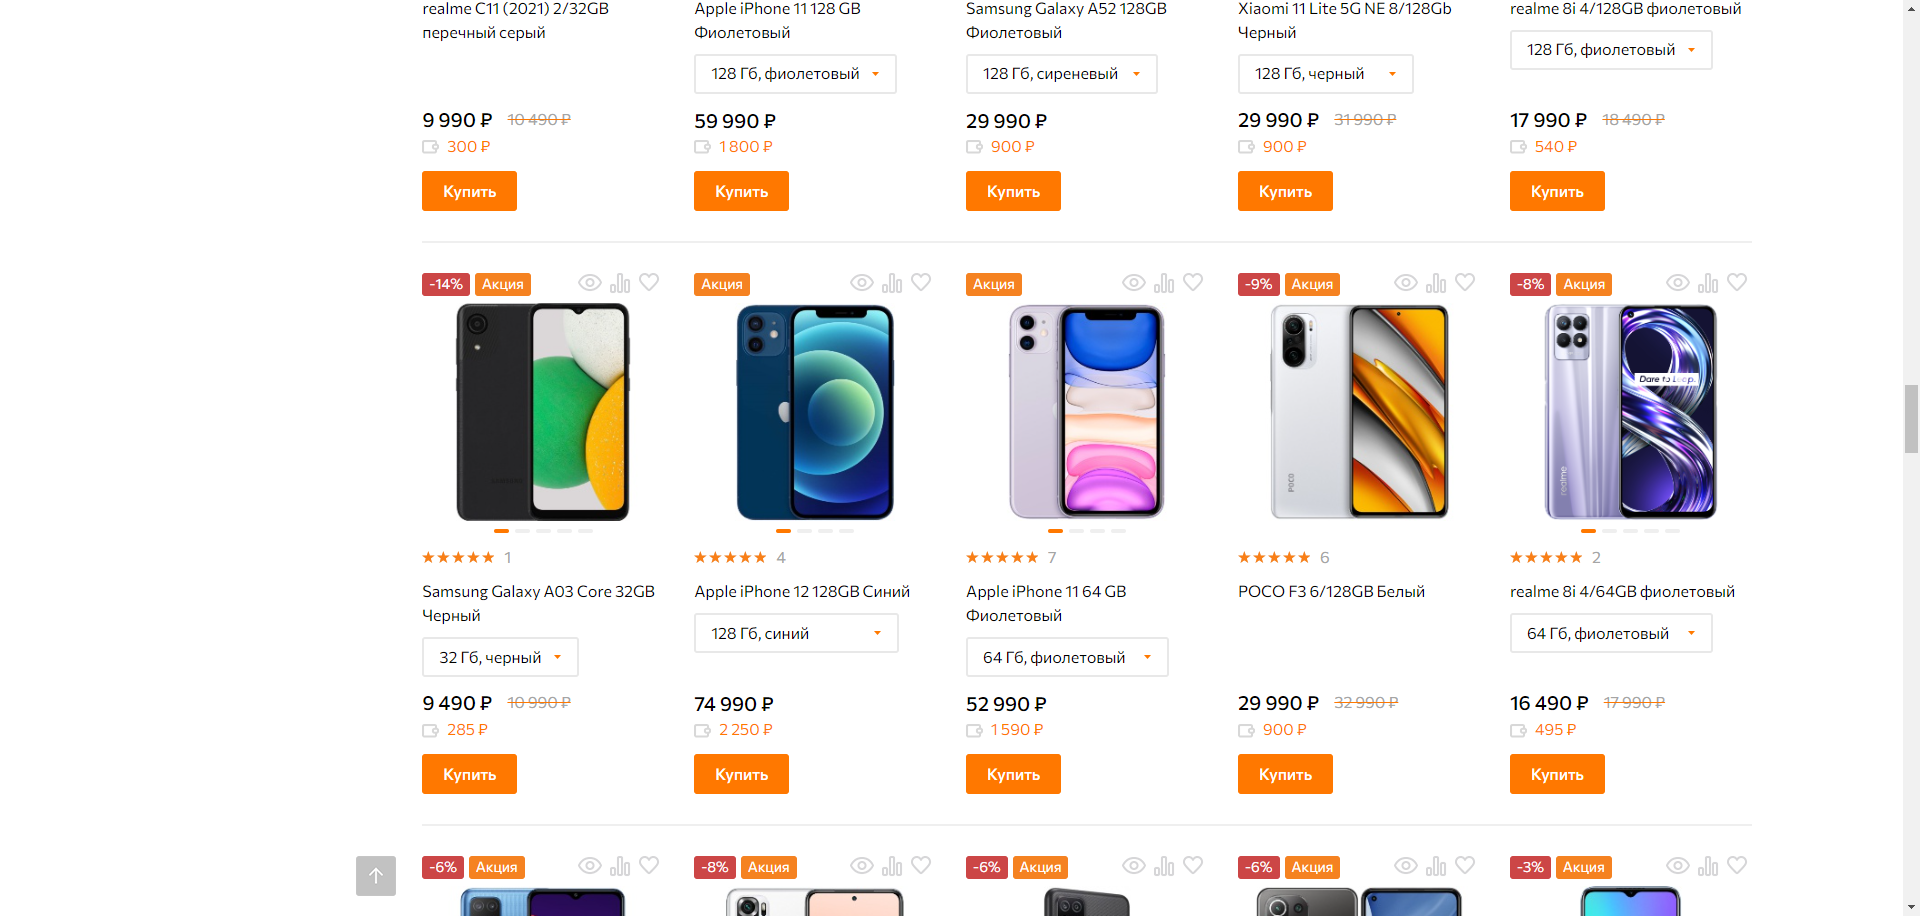 realme C11 (2021) 2/32GB
перечный серый
9 990 ₽ 10 490 ₽
300 ₽
Купить
Apple iPhone 11 128 GB
Фиолетовый
128 Гб, фиолетовый
59 990 ₽
1 800 ₽
Купить
Samsung Galaxy A52 128GB
Фиолетовый
128 Гб, сиреневый
29 990 ₽
900 ₽
Купить
Xiaomi 11 Lite 5G NE 8/128Gb
Черный
128 Гб, черный
29 990 ₽ 31 990 ₽
900 ₽
Купить
realme 8i 4/128GB фиолетовый
128 Гб, фиолетовый
17 990 ₽ 18 490 ₽
540 ₽
Купить
-14% Акция
1
Samsung Galaxy A03 Core 32GB
Черный
32 Гб, черный
9 490 ₽ 10 990 ₽
285 ₽
Купить
Акция
4
Apple iPhone 12 128GB Синий
128 Гб, синий
74 990 ₽
2 250 ₽
Купить
Акция
7
Apple iPhone 11 64 GB
Фиолетовый
64 Гб, фиолетовый
52 990 ₽
1 590 ₽
Купить
-9% Акция
POCO
6
POCO F3 6/128GB Белый
29 990 ₽ 32 990 ₽
900 ₽
Купить
-8% Акция
Dare to Leap.
realme
2
realme 8i 4/64GB фиолетовый
64 Гб, фиолетовый
16 490 ₽ 17 990 ₽
495 ₽
Купить
-6% Акция
-8% Акция
-6% Акция
-6% Акция
-3% Акция